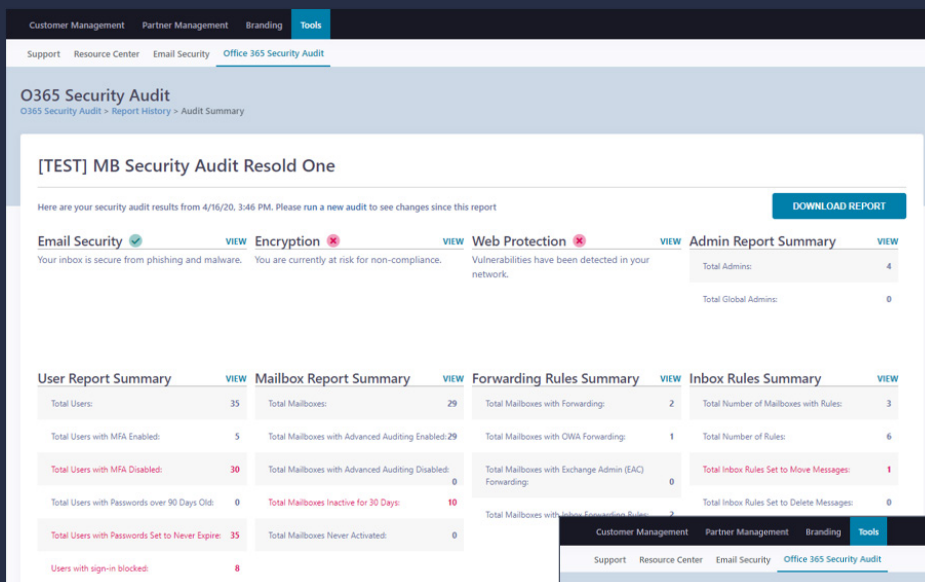 Customer Management Partner Management Branding Tools
Support Resource Center Email Security Office 365 Security Audit
O365 Security Audit
O365 Security Audit > Report History > Audit Summary
[TEST] MB Security Audit Resold One
Here are your security audit results from 4/16/20, 3:46 PM. Please run a new audit to see changes since this report
DOWNLOAD REPORT
Email Security VIEW
Your inbox is secure from phishing and malware.
Encryption VIEW
You are currently at risk for non-compliance.
Web Protection VIEW
Vulnerabilities have been detected in your
network.
Admin Report Summary VIEW
Total Admins: 4
Total Global Admins: 0
User Report Summary VIEW
Total Users: 35
Total Users with MFA Enabled: 5
Total Users with MFA Disabled: 30
Total Users with Passwords over 90 Days Old: 0
Total Users with Passwords Set to Never Expire: 35
Users with sign-in blocked: 8
Mailbox Report Summary VIEW
Total Mailboxes: 29
Total Mailboxes with Advanced Auditing Enabled: 29
Total Mailboxes with Advanced Auditing Disabled:
0
Total Mailboxes Inactive for 30 Days: 10
Total Mailboxes Never Activated: 0
Forwarding Rules Summary VIEW
Total Mailboxes with Forwarding: 2
Total Mailboxes with OWA Forwarding: 1
Total Mailboxes with Exchange Admin (EAC)
Forwarding: 0
Total Mailboxes with Inbox Forwarding Rules: 2
Inbox Rules Summary VIEW
Total Number of Mailboxes with Rules: 3
Total Number of Rules: 6
Total Inbox Rules Set to Move Messages: 1
Total Inbox Rules Set to Delete Messages: 0
Customer Management Partner Management Branding Tools
Support Resource Center Email Security Office 365 Security Audit